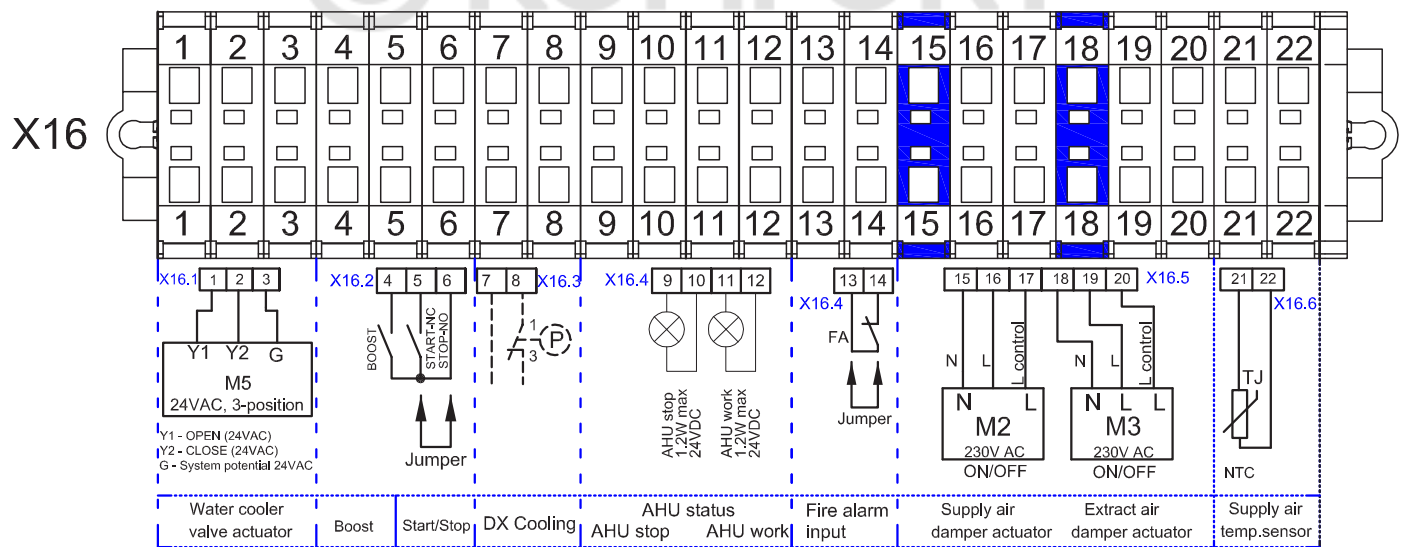 KOMFORT
1 2 3 4 5 6 7 8 9 10 11 12 13 14 15 16 17 18 19 20 21 22
X16
1 2 3 4 5 6 7 8 9 10 11 12 13 14 15 16 17 18 19 20 21 22
X16.1 1 2 3
Y1 Y2 G
M5
24VAC, 3-position
Y1 - OPEN (24VAC)
Y2 - CLOSE (24VAC)
G - System potential 24VAC
Water cooler
valve actuator
X16.2 4 5 6
BOOST
START-NC
STOP-NO
Jumper
Boost
Start/Stop
7 8 X16.3
1
3
P
DX Cooling
X16.4 9 10 11 12
AHU stop
1.2W max
24VDC
AHU work
1.2W max
24VDC
AHU status
AHU stop AHU work
13 14
X16.4
FA
Jumper
Fire alarm
input
15 16 17 18 19 20 X16.5
N L L control
N L
M2
230V AC
ON/OFF
N L L control
N L L
M3
230V AC
ON/OFF
Supply air
damper actuator
Extract air
damper actuator
21 22
X16.6
TJ
NTC
Supply air
temp.sensor